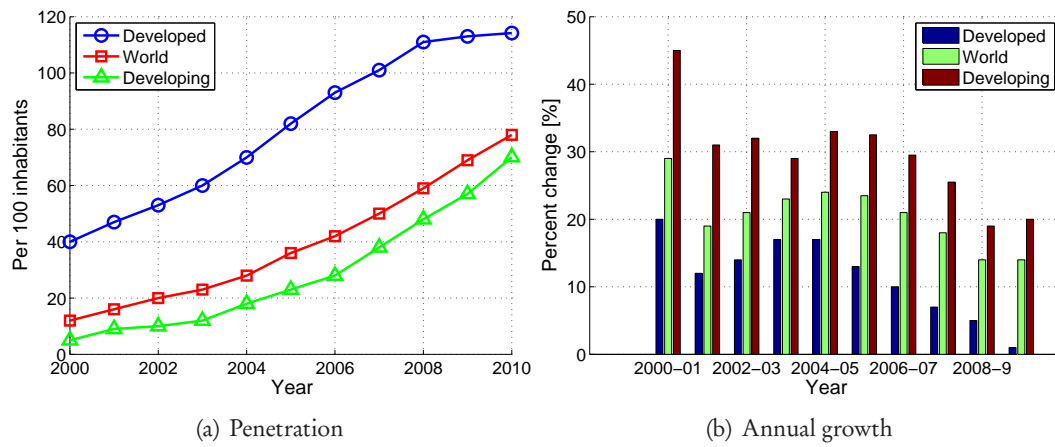 120
100
80
60
40
20
0
Per 100 inhabitants
Developed
World
Developing
2000
2002
2004
2006
2008
2010
Year
(a) Penetration
50
40
30
20
10
0
Percent change [%]
Developed
World
Developing
2000−01
2002−03
2004−05
2006−07
2008−9
Year
(b) Annual growth